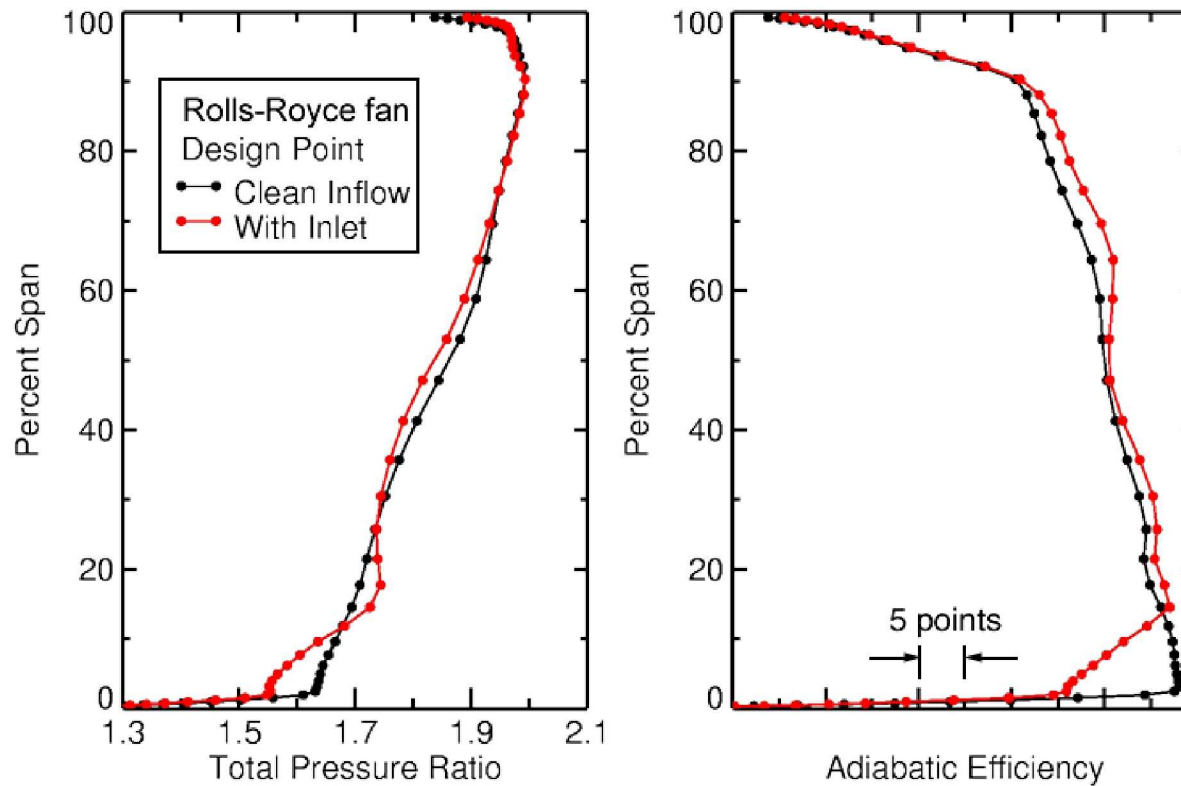 100
80
60
40
20
0
Percent Span
Rolls-Royce fan
Design Point
Clean Inflow
With Inlet
1.3 1.5 1.7 1.9 2.1
Total Pressure Ratio
100
80
60
40
20
0
Percent Span
5 points
Adiabatic Efficiency